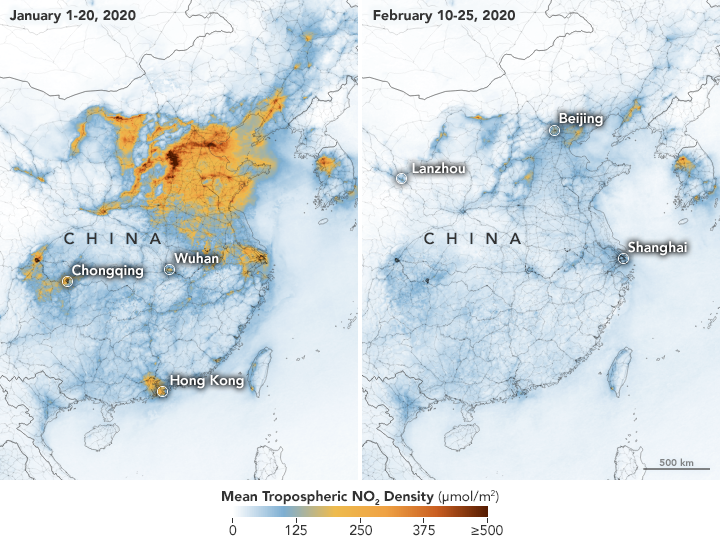 January 1-20, 2020
February 10-25, 2020
Beijing
Lanzhou
CHINA
CHINA
Shanghai
Wuhan
Chongqing
Hong Kong
500 km
Mean Tropospheric NO₂ Density (µmol/m²)
0 125 250 375 ≥500